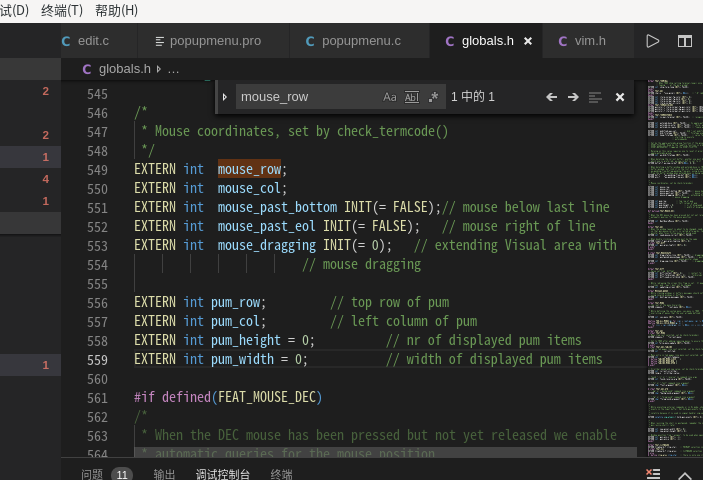 试(D) 终端(T) 帮助(H)
edit.c popupmenu.pro popupmenu.c globals.h vim.h
globals.h …
mouse_row Aa Abl .* 1 中的 1
2
2
1
4
1
1
545
546 /*
547 * Mouse coordinates, set by check_termcode()
548 */
549 EXTERN int mouse_row;
550 EXTERN int mouse_col;
551 EXTERN int mouse_past_bottom INIT(= FALSE);// mouse below last line
552 EXTERN int mouse_past_eol INIT(= FALSE); // mouse right of line
553 EXTERN int mouse_dragging INIT(= 0); // extending Visual area with
554 // mouse dragging
555
556 EXTERN int pum_row; // top row of pum
557 EXTERN int pum_col; // left column of pum
558 EXTERN int pum_height = 0; // nr of displayed pum items
559 EXTERN int pum_width = 0; // width of displayed pum items
560
561 #if defined(FEAT_MOUSE_DEC)
562 /*
563 * When the DEC mouse has been pressed but not yet released we enable
564 * automatic queries for the mouse position.
问题 11 输出 调试控制台 终端